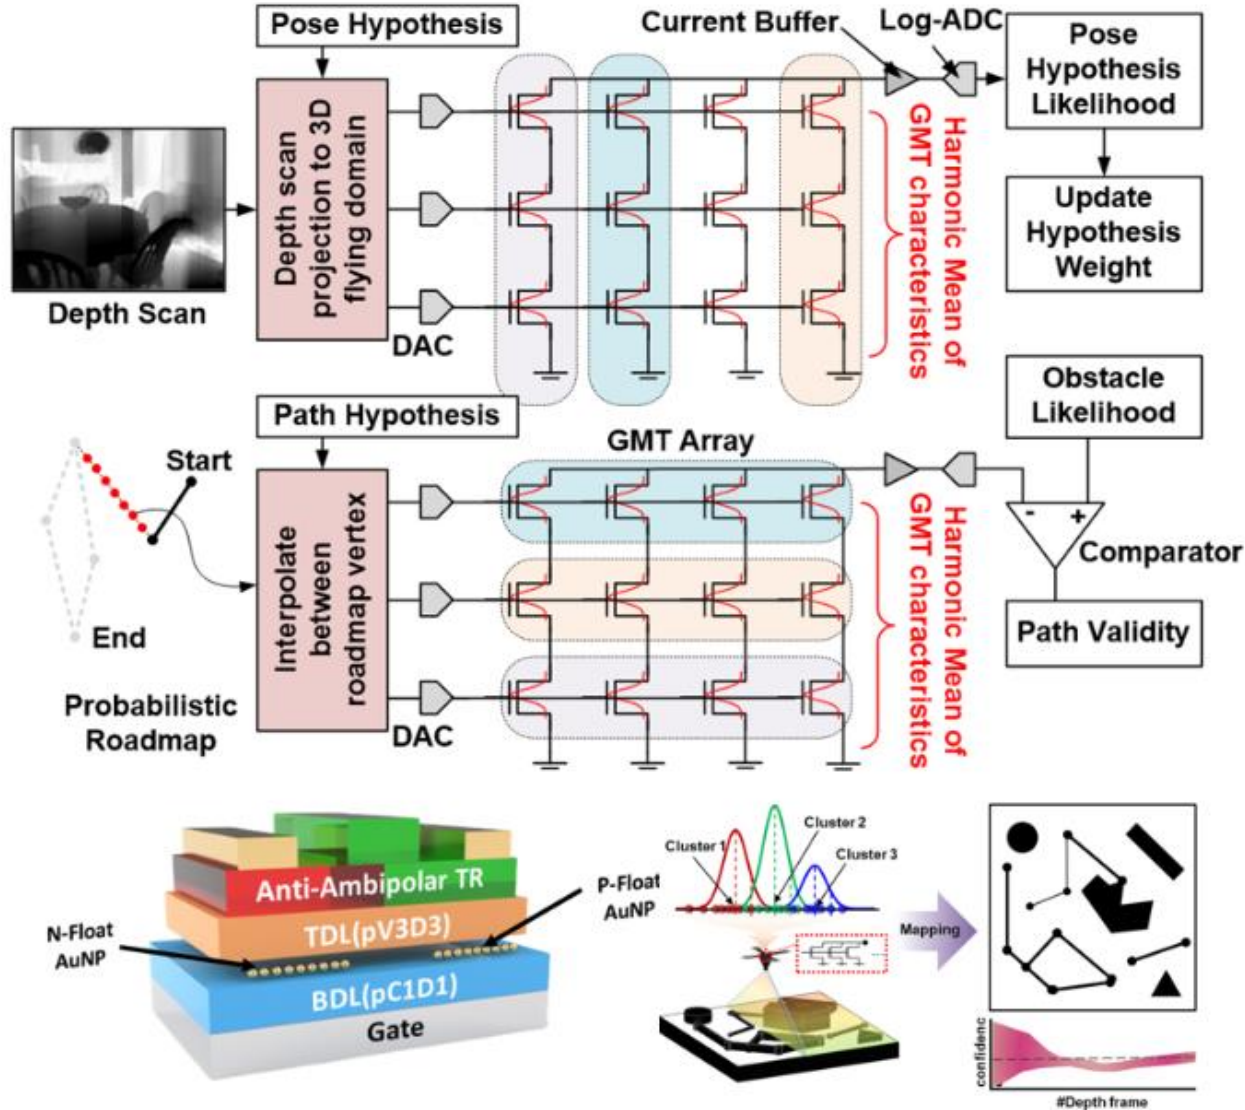 Pose Hypothesis
Current Buffer
Log-ADC
Pose
Hypothesis
Likelihood
Depth scan
projection to 3D
flying domain
Harmonic Mean of
GMT characteristics
Update
Hypothesis
Weight
Depth Scan
DAC
Path Hypothesis
GMT Array
Obstacle
Likelihood
Start
Interpolate
between
roadmap vertex
Harmonic Mean of
GMT characteristics
-
+
Comparator
End
Path Validity
Probabilistic
Roadmap
DAC
Cluster 1
Cluster 2
Cluster 3
Anti-Ambipolar TR
P-Float
AuNP
TDL(pV3D3)
N-Float
AuNP
BDL(pC1D1)
Gate
Mapping
confidenc
#Depth frame